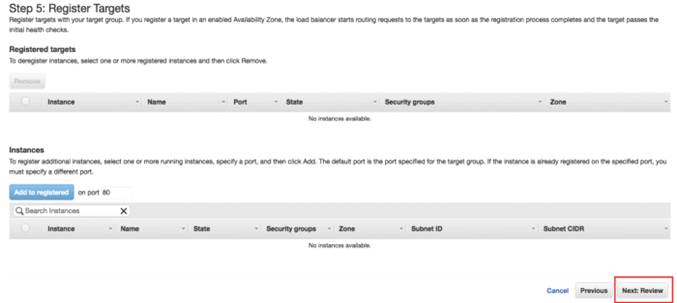 Step 5: Register Targets
Register targets with your target group. If you register a target in an enabled Availability Zone, the load balancer starts routing requests to the targets as soon as the registration process completes and the target passes the
initial health checks.
Registered targets
To deregister instances, select one or more registered instances and then click Remove.
Remove
Instance Name Port State Security groups Zone
No instances available.
Instances
To register additional instances, select one or more running instances, specify a port, and then click Add. The default port is the port specified for the target group. If the instance is already registered on the specified port, you
must specify a different port.
Add to registered on port 80
Search Instances X
Instance Name State Security groups Zone Subnet ID Subnet CIDR
No instances available.
Cancel Previous Next: Review